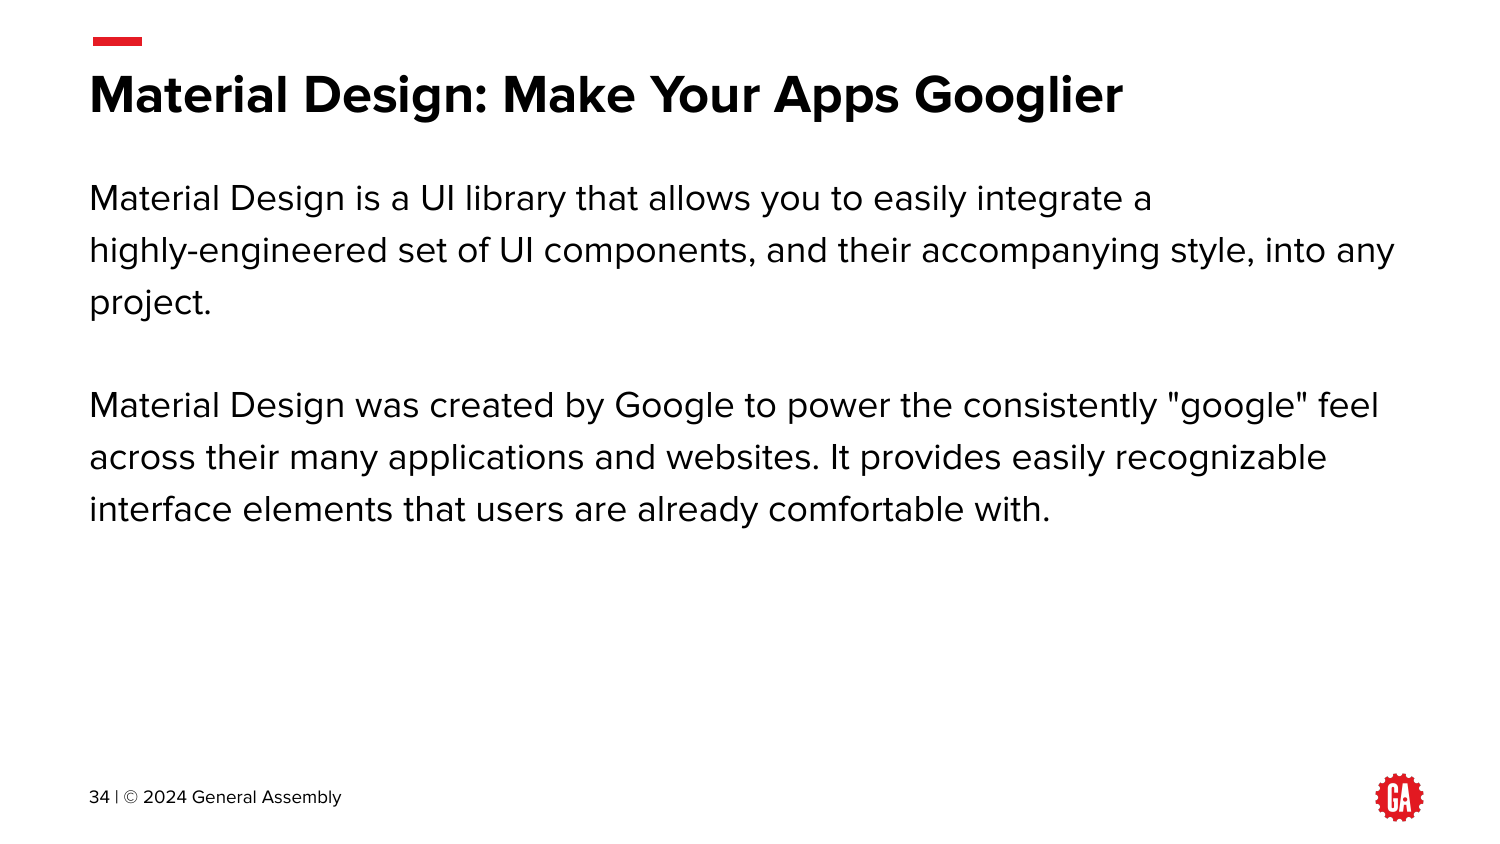 Material Design: Make Your Apps Googlier
Material Design is a UI library that allows you to easily integrate a
highly-engineered set of UI components, and their accompanying style, into any
project.
Material Design was created by Google to power the consistently "google" feel
across their many applications and websites. It provides easily recognizable
interface elements that users are already comfortable with.
34 | © 2024 General Assembly
GA